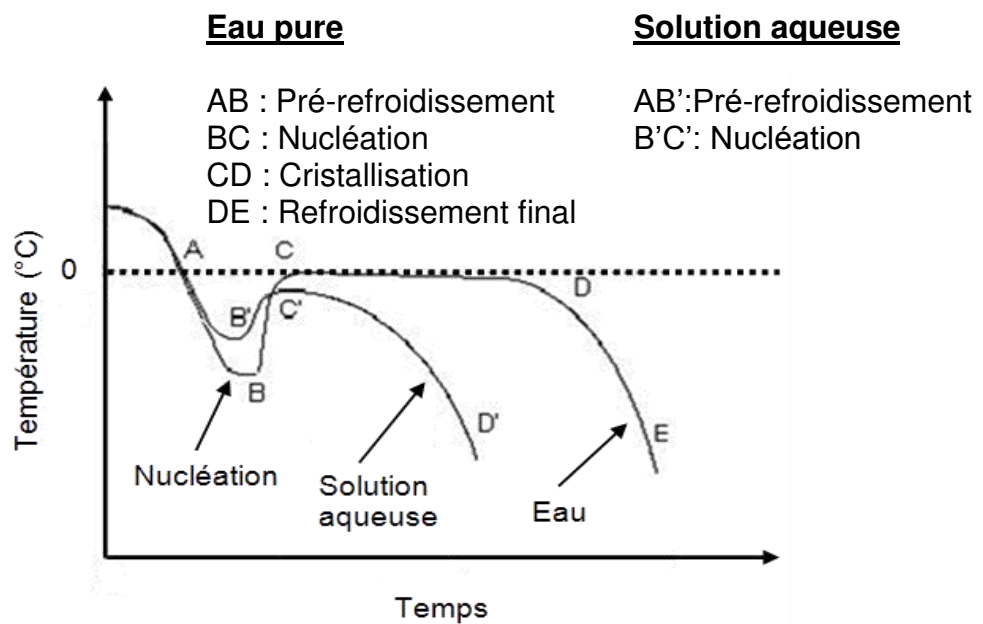 Eau pure
AB : Pré-refroidissement
BC : Nucléation
CD : Cristallisation
DE : Refroidissement final
Solution aqueuse
AB':Pré-refroidissement
B'C': Nucléation
Température (°C)
0
A
B'
B
C
C'
D
D'
E
Nucléation
Solution
aqueuse
Eau
Temps